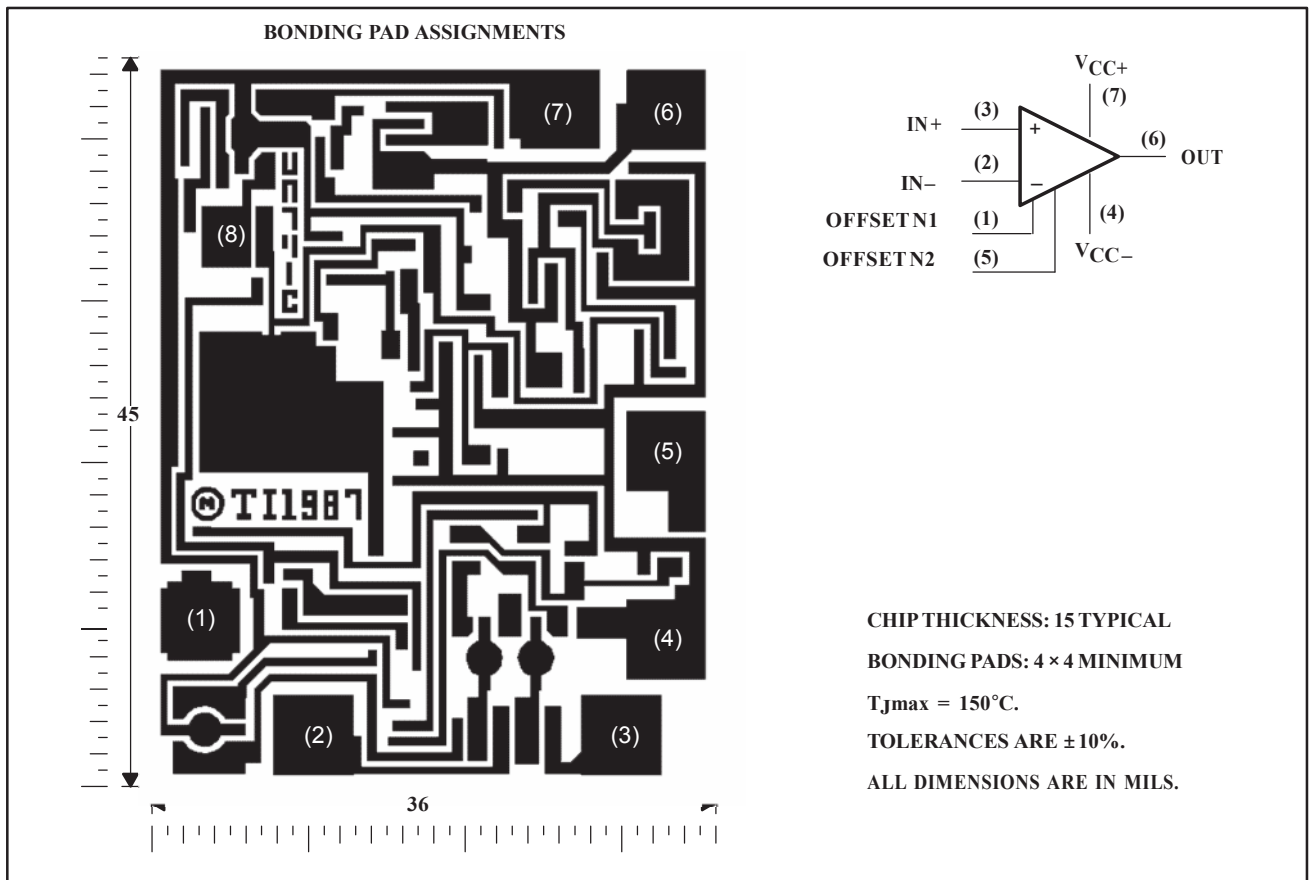 BONDING PAD ASSIGNMENTS
(7)
(6)
(8)
45
(5)
TI1987
(1)
(4)
(2)
(3)
36
VCC+
(7)
(3)
IN+
+
(6)
OUT
(2)
IN–
–
OFFSET N1
(1)
(4)
OFFSET N2
(5)
VCC–
CHIP THICKNESS: 15 TYPICAL
BONDING PADS: 4 × 4 MINIMUM
TJmax = 150°C.
TOLERANCES ARE ±10%.
ALL DIMENSIONS ARE IN MILS.